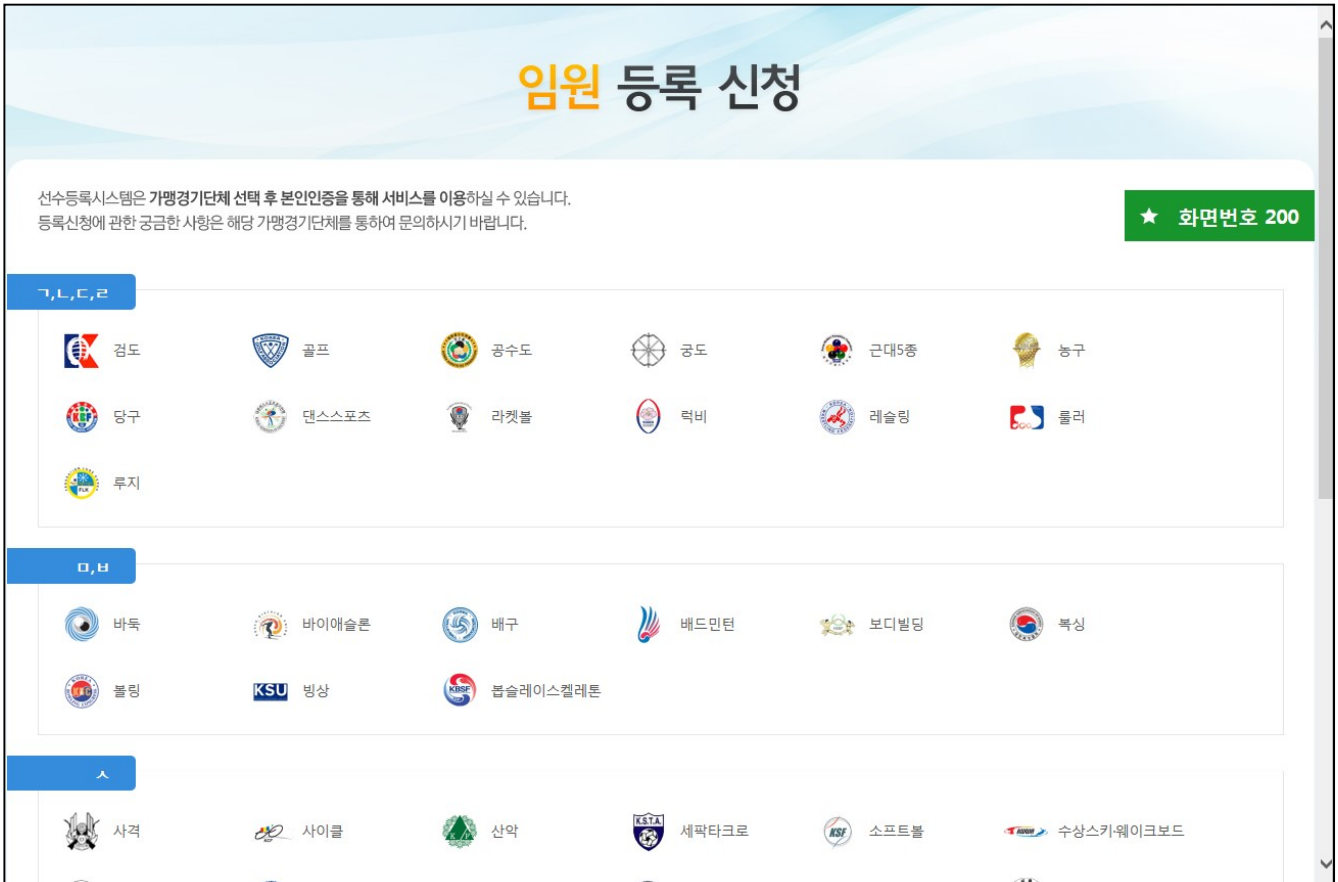 임원 등록 신청
선수등록시스템은 가맹경기단체 선택 후 본인인증을 통해 서비스를 이용하실 수 있습니다.
등록신청에 관한 궁금한 사항은 해당 가맹경기단체를 통하여 문의하시기 바랍니다.
★ 화면번호 200
ㄱ,ㄴ,ㄷ,ㄹ
검도 골프 공수도 궁도 근대5종 농구
KBF 당구 댄스스포츠 라켓볼 럭비 레슬링 롤러
루지
ㅁ,ㅂ
바둑 바이애슬론 배구 배드민턴 보디빌딩 복싱
볼링 KSU 빙상 KBSF 봅슬레이스켈레톤
ㅅ
사격 사이클 산악 K.S.T.A. 세팍타크로 KSF 소프트볼 수상스키·웨이크보드